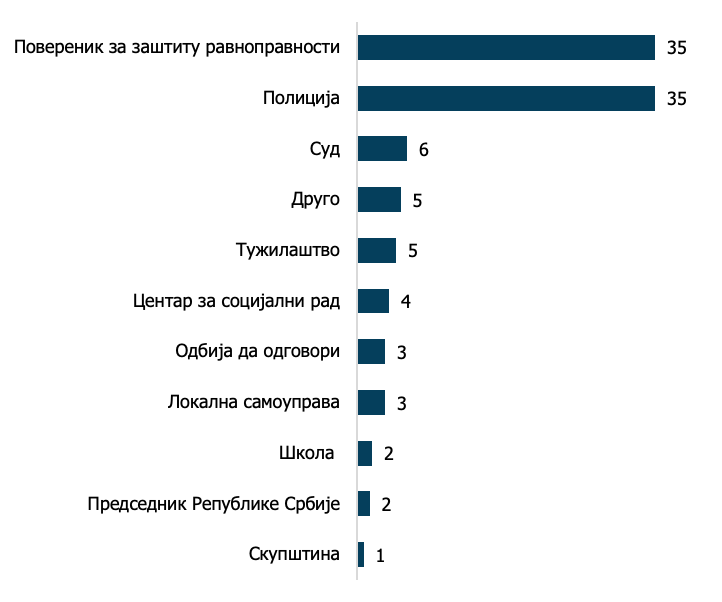 Повереник за заштиту равноправности 35
Полиција 35
Суд 6
Друго 5
Тужилаштво 5
Центар за социјални рад 4
Одбија да одговори 3
Локална самоуправа 3
Школа 2
Председник Републике Србије 2
Скупштина 1